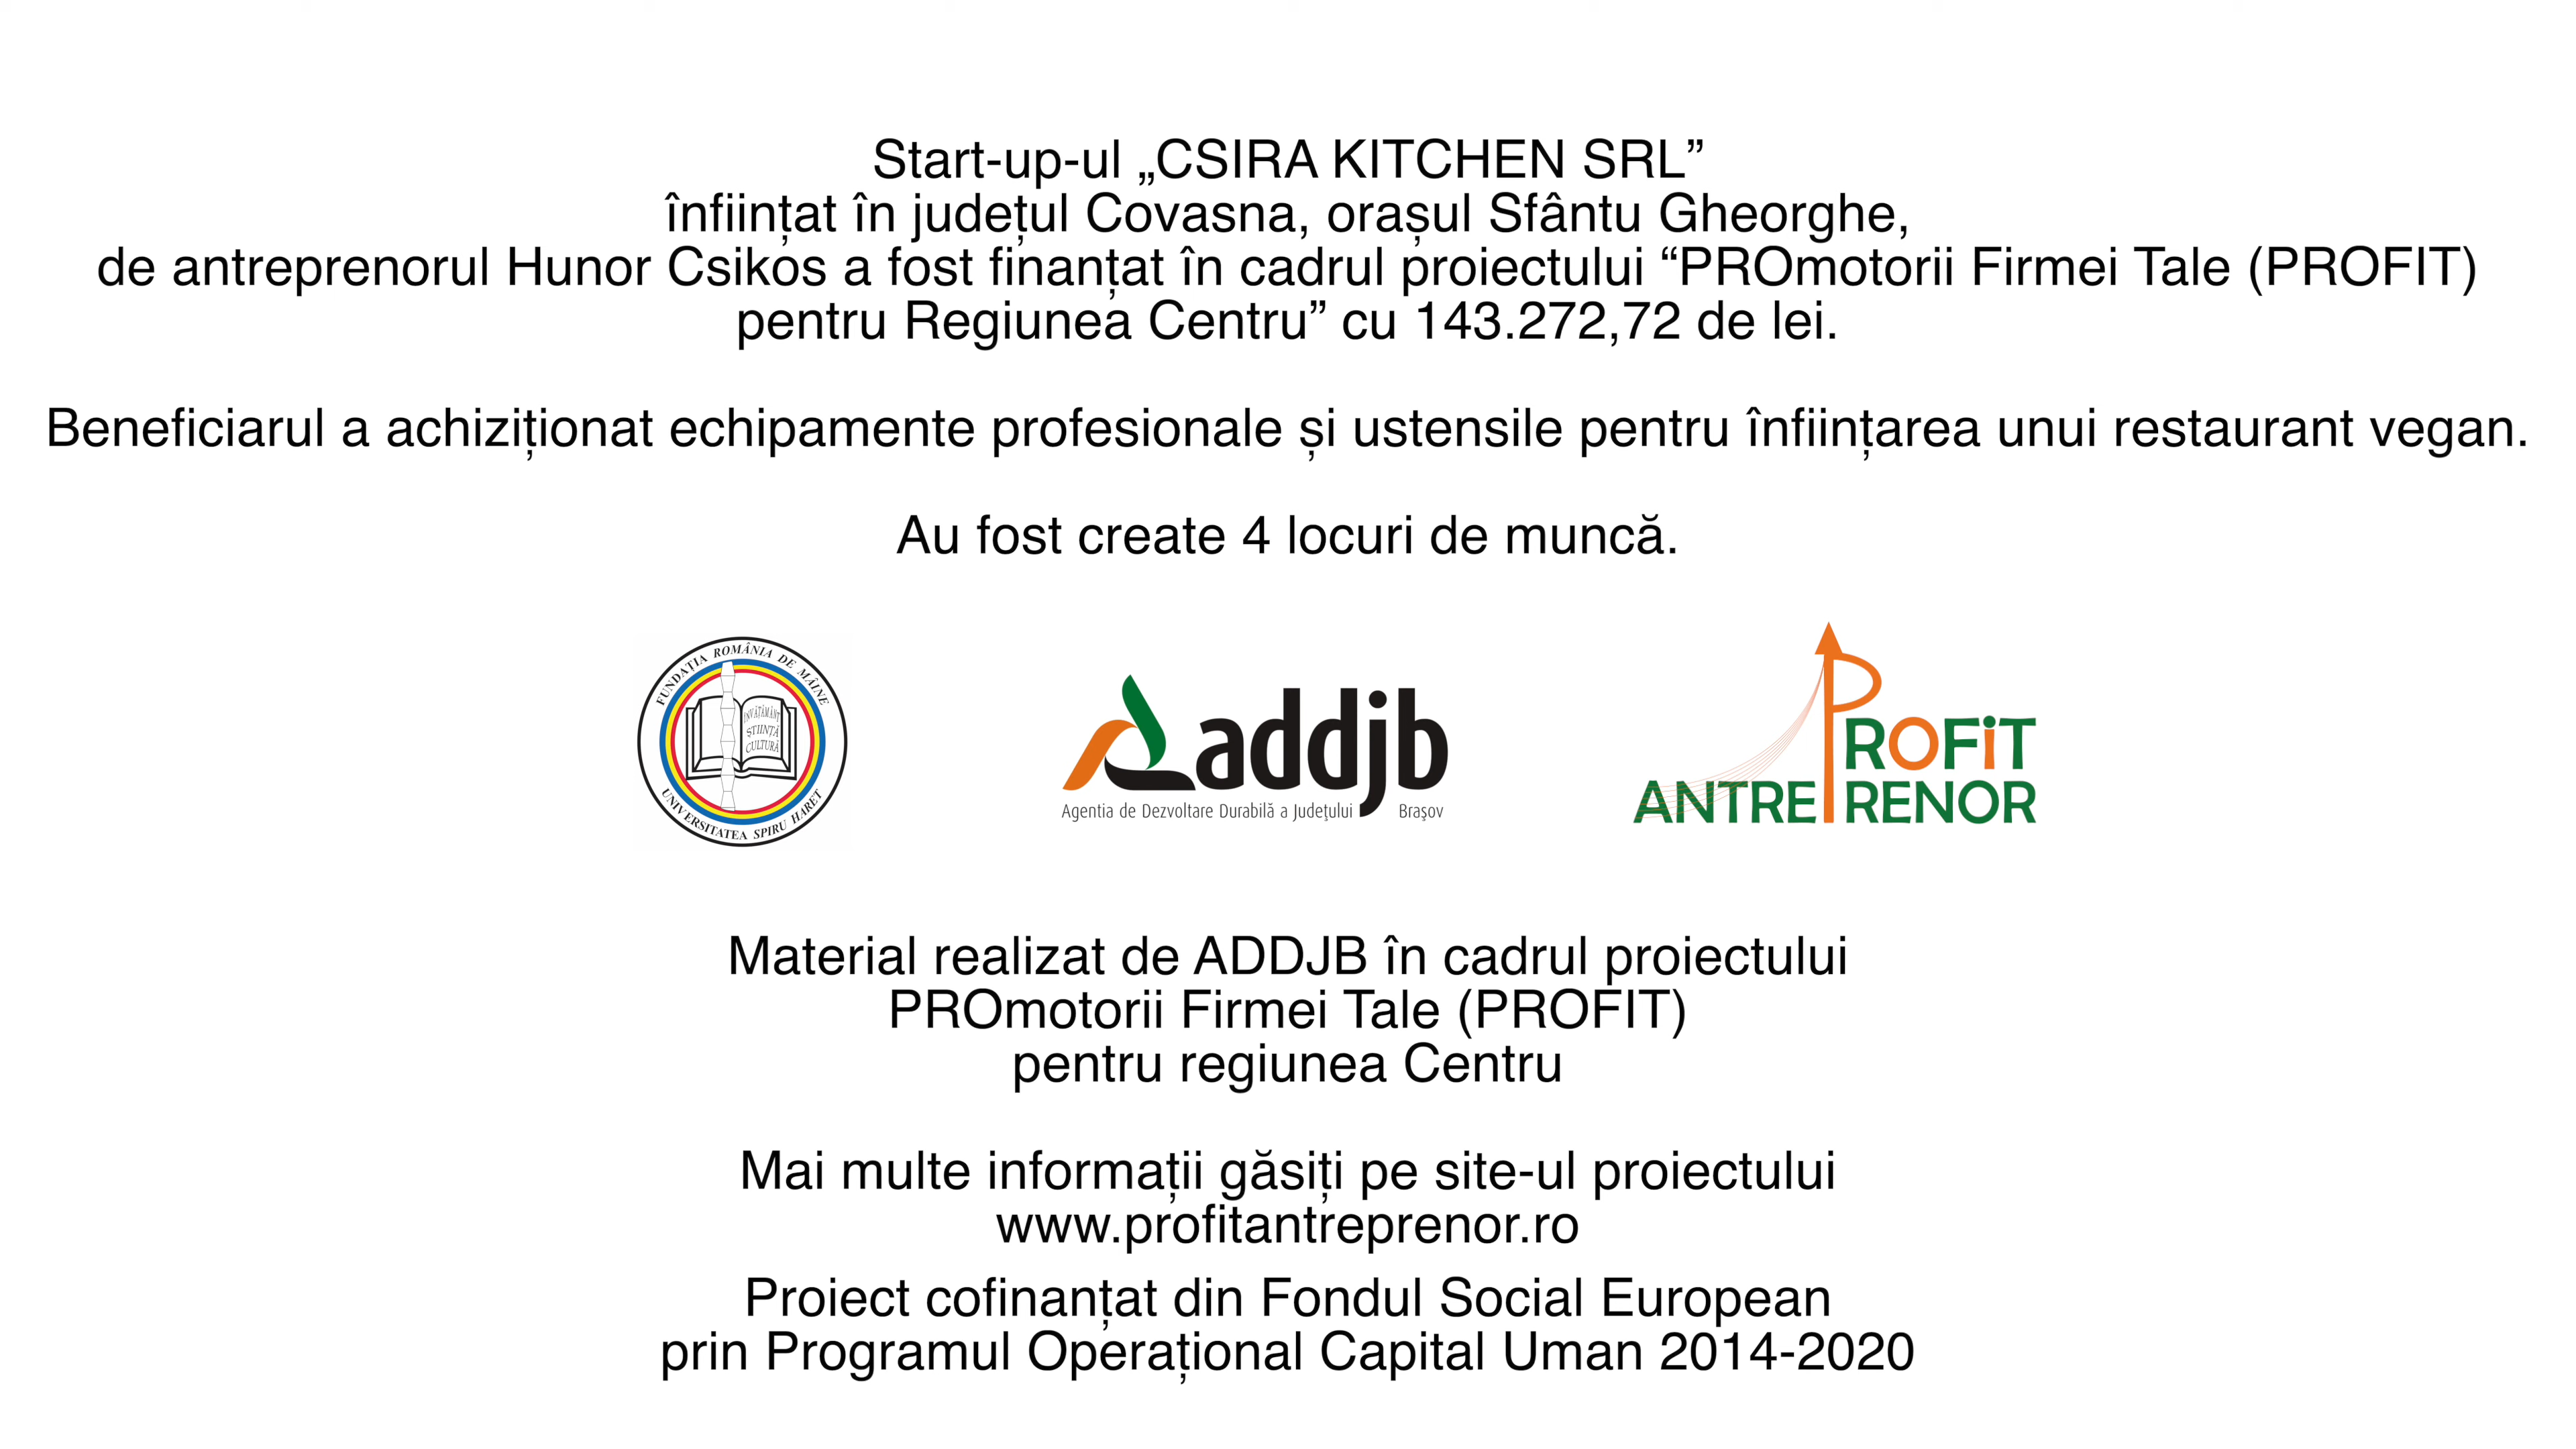 Start-up-ul „CSIRA KITCHEN SRL”
înființat în județul Covasna, orașul Sfântu Gheorghe,
de antreprenorul Hunor Csikos a fost finanțat în cadrul proiectului “PROmotorii Firmei Tale (PROFIT)
pentru Regiunea Centru” cu 143.272,72 de lei.
Beneficiarul a achiziționat echipamente profesionale și ustensile pentru înființarea unui restaurant vegan.
Au fost create 4 locuri de muncă.
FUNDAȚIA ROMÂNIA DE MÂINE
ÎNVĂȚĂMÂNT
ȘTIINȚĂ
CULTURĂ
UNIVERSITATEA SPIRU HARET
addjb
Agentia de Dezvoltare Durabilă a Județului Brașov
PROFiT
ANTREPRENOR
Material realizat de ADDJB în cadrul proiectului
PROmotorii Firmei Tale (PROFIT)
pentru regiunea Centru
Mai multe informații găsiți pe site-ul proiectului
www.profitantreprenor.ro
Proiect cofinanțat din Fondul Social European
prin Programul Operațional Capital Uman 2014-2020